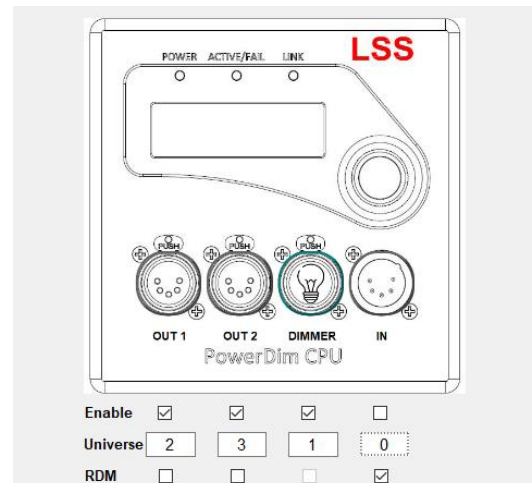 LSS
POWER ACTIVE/FAIL LINK
PUSH PUSH PUSH
OUT 1 OUT 2 DIMMER IN
PowerDim CPU
Enable
Universe 2 3 1 0
RDM